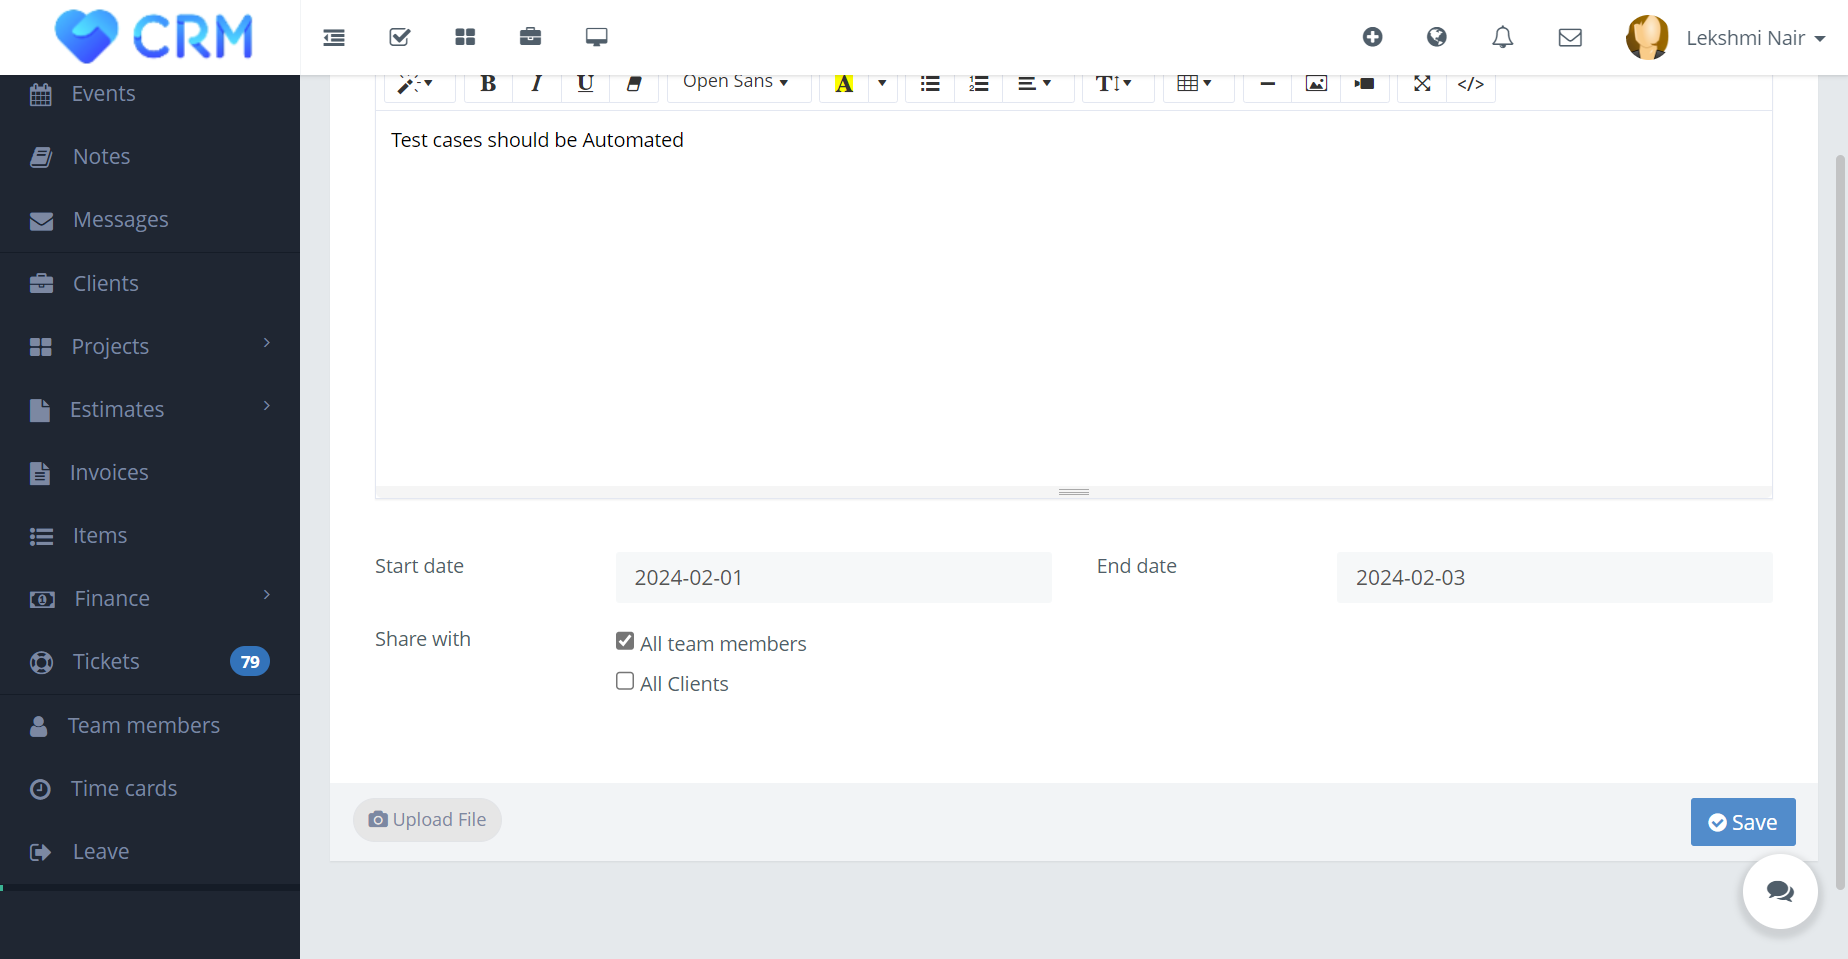 CRM
Lekshmi Nair
Events
Notes
Messages
Clients
Projects
Estimates
Invoices
Items
Finance
Tickets 79
Team members
Time cards
Leave
B I U Open Sans A T </>
Test cases should be Automated
Start date 2024-02-01 End date 2024-02-03
Share with All team members
All Clients
Upload File Save